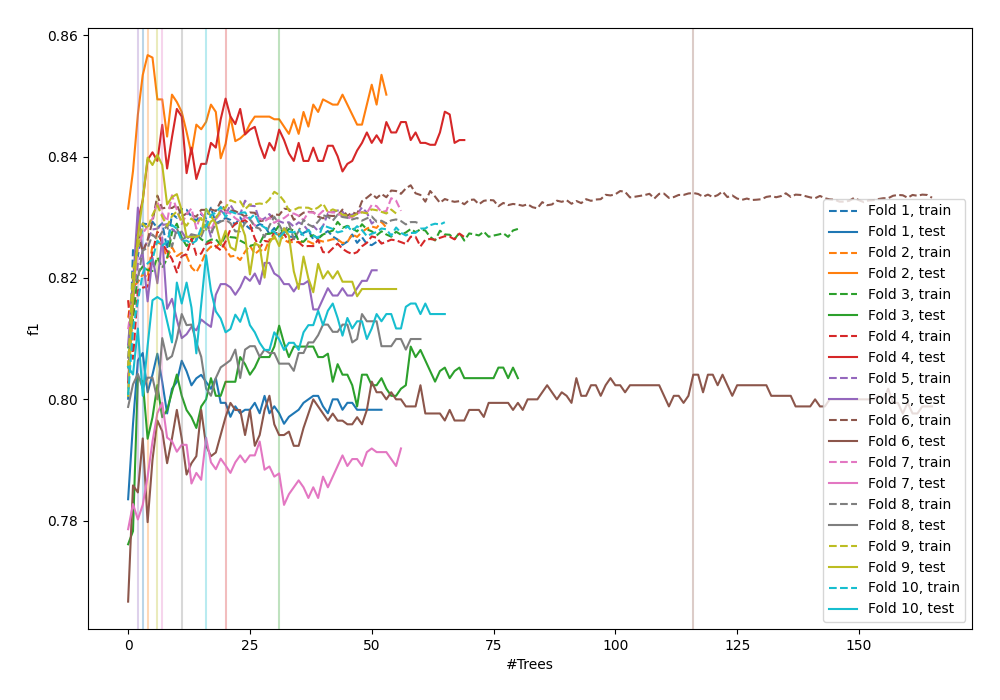 0.86
0.84
0.82
0.80
0.78
f1
0
25
50
75
100
125
150
#Trees
Fold 1, train
Fold 1, test
Fold 2, train
Fold 2, test
Fold 3, train
Fold 3, test
Fold 4, train
Fold 4, test
Fold 5, train
Fold 5, test
Fold 6, train
Fold 6, test
Fold 7, train
Fold 7, test
Fold 8, train
Fold 8, test
Fold 9, train
Fold 9, test
Fold 10, train
Fold 10, test